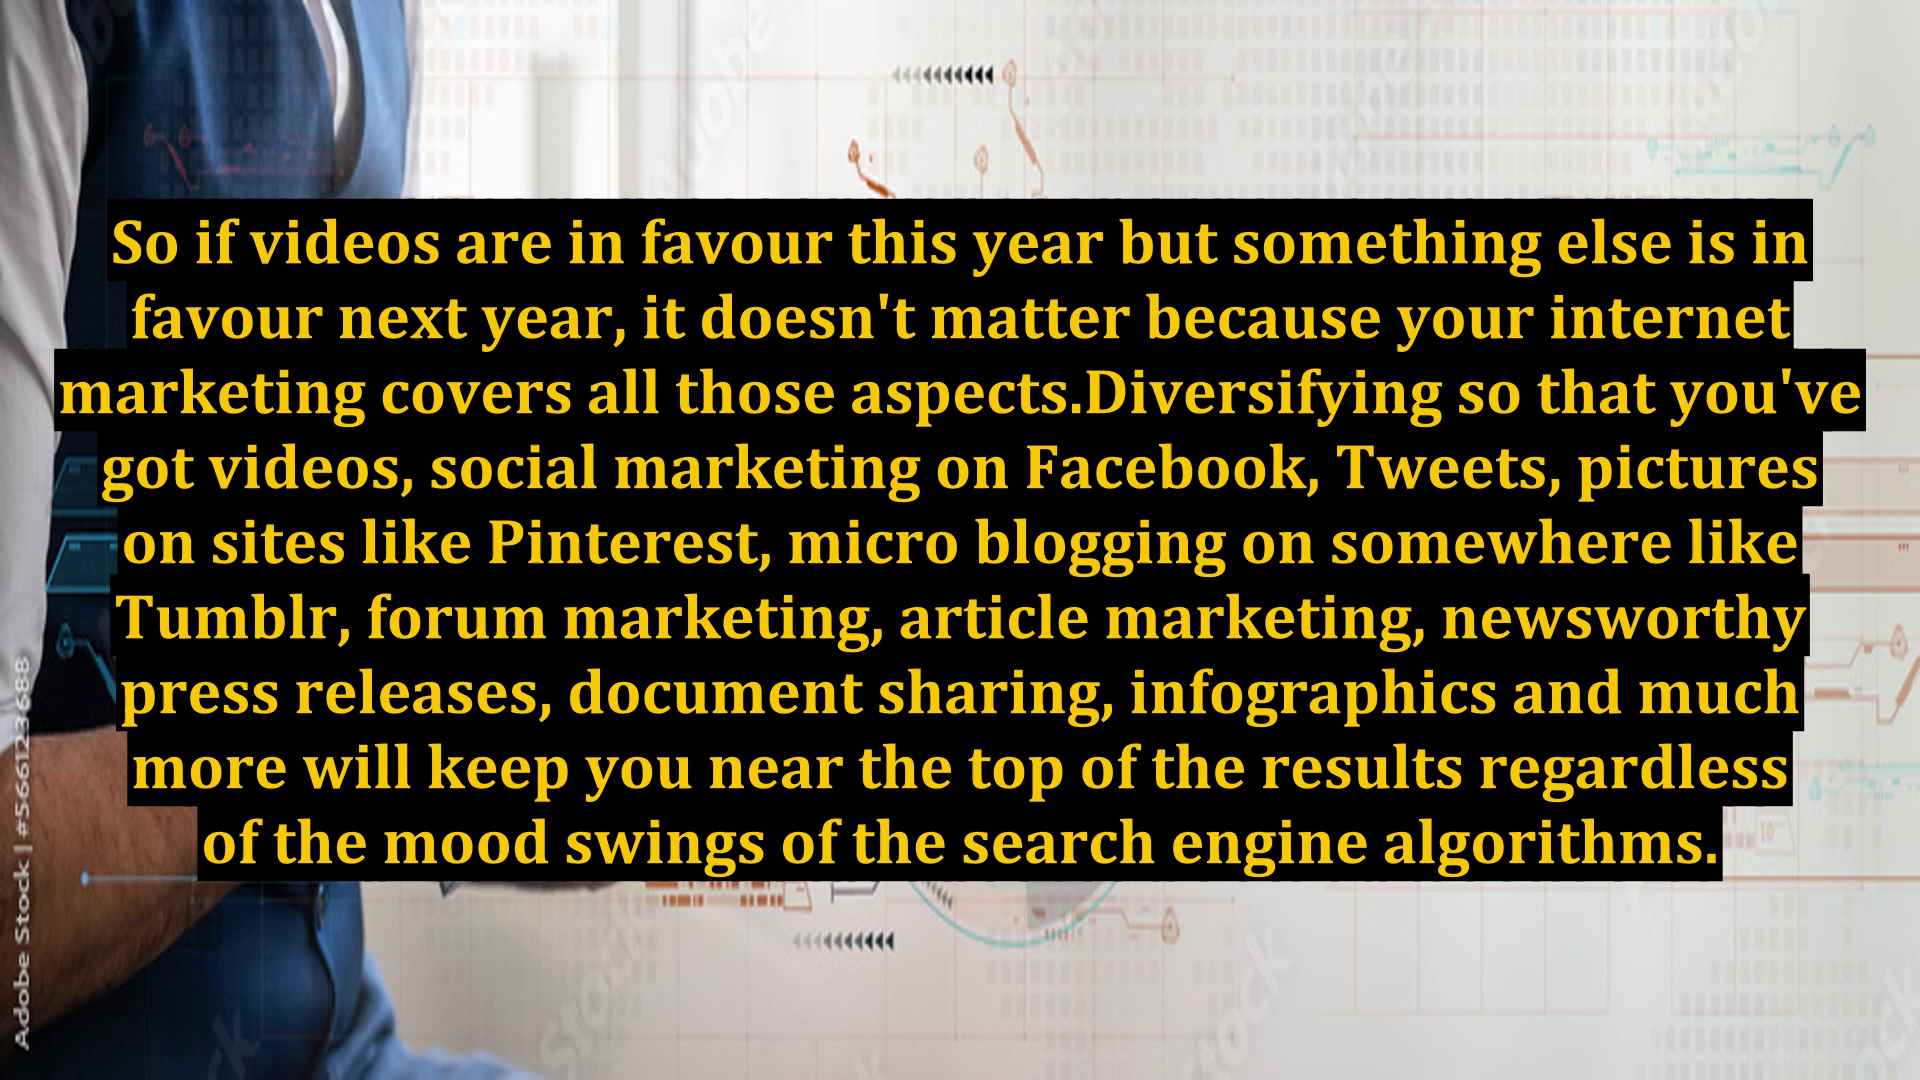 So if videos are in favour this year but something else is in
favour next year, it doesn't matter because your internet
marketing covers all those aspects.Diversifying so that you've
got videos, social marketing on Facebook, Tweets, pictures
on sites like Pinterest, micro blogging on somewhere like
Tumblr, forum marketing, article marketing, newsworthy
press releases, document sharing, infographics and much
more will keep you near the top of the results regardless
of the mood swings of the search engine algorithms.
Adobe Stock | #566123688